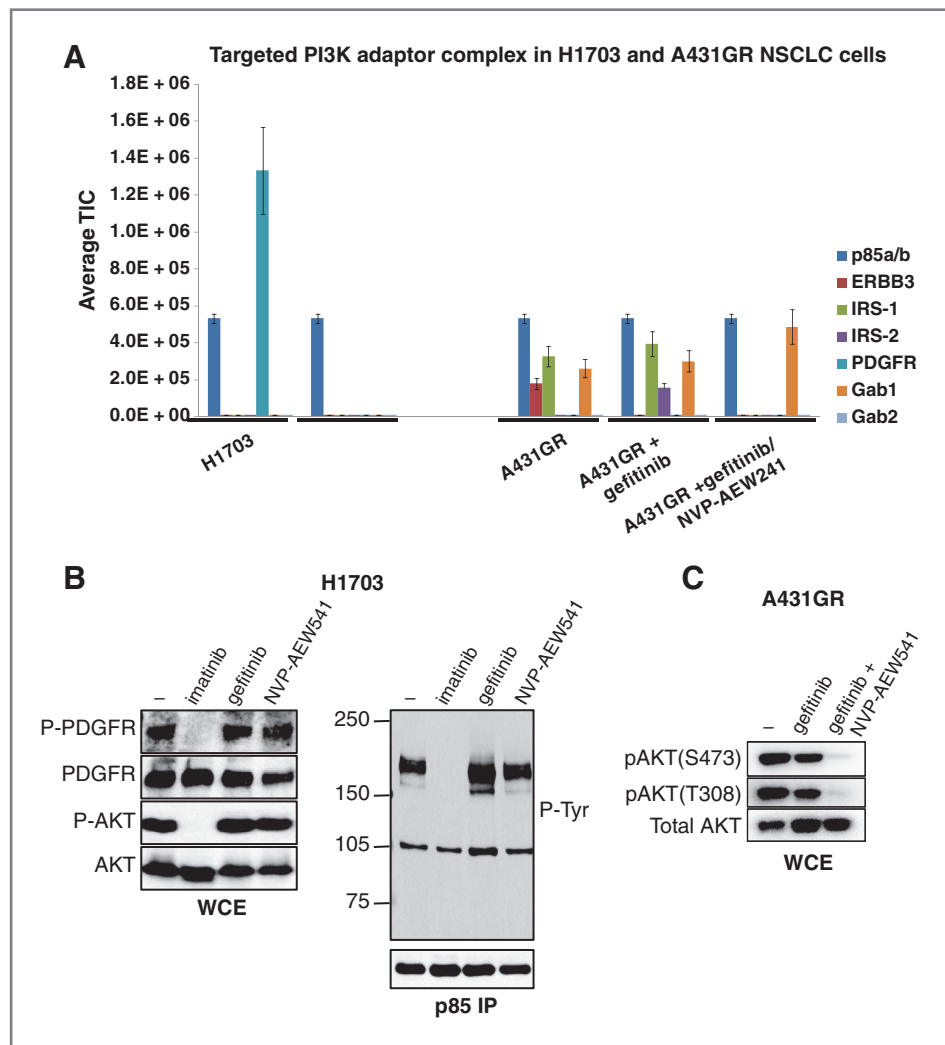 A
Targeted PI3K adaptor complex in H1703 and A431GR NSCLC cells
Average TIC
1.8E + 06
1.6E + 06
1.4E + 06
1.2E + 06
1.0E + 06
8.0E + 05
6.0E + 05
4.0E + 05
2.0E + 05
0.0E + 00
p85a/b
ERBB3
IRS-1
IRS-2
PDGFR
Gab1
Gab2
H1703
A431GR
A431GR +
gefitinib
A431GR +gefitinib/
NVP-AEW241
B
H1703
– imatinib gefitinib NVP-AEW541
P-PDGFR
PDGFR
P-AKT
AKT
WCE
– imatinib gefitinib NVP-AEW541
250
150
105
75
P-Tyr
p85 IP
C
A431GR
– gefitinib gefitinib +
NVP-AEW541
pAKT(S473)
pAKT(T308)
Total AKT
WCE